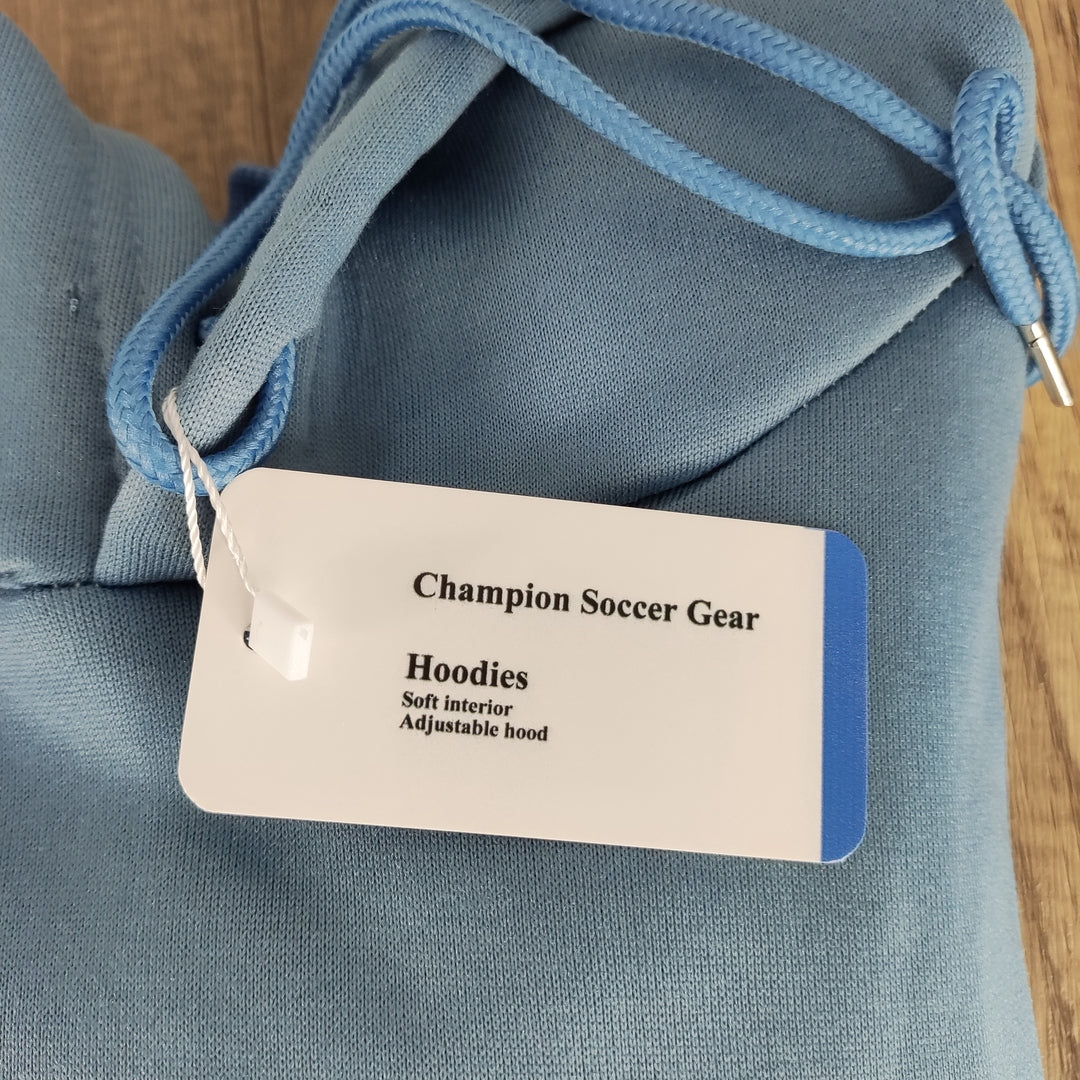 Champion Soccer Gear
Hoodies
Soft interior
Adjustable hood